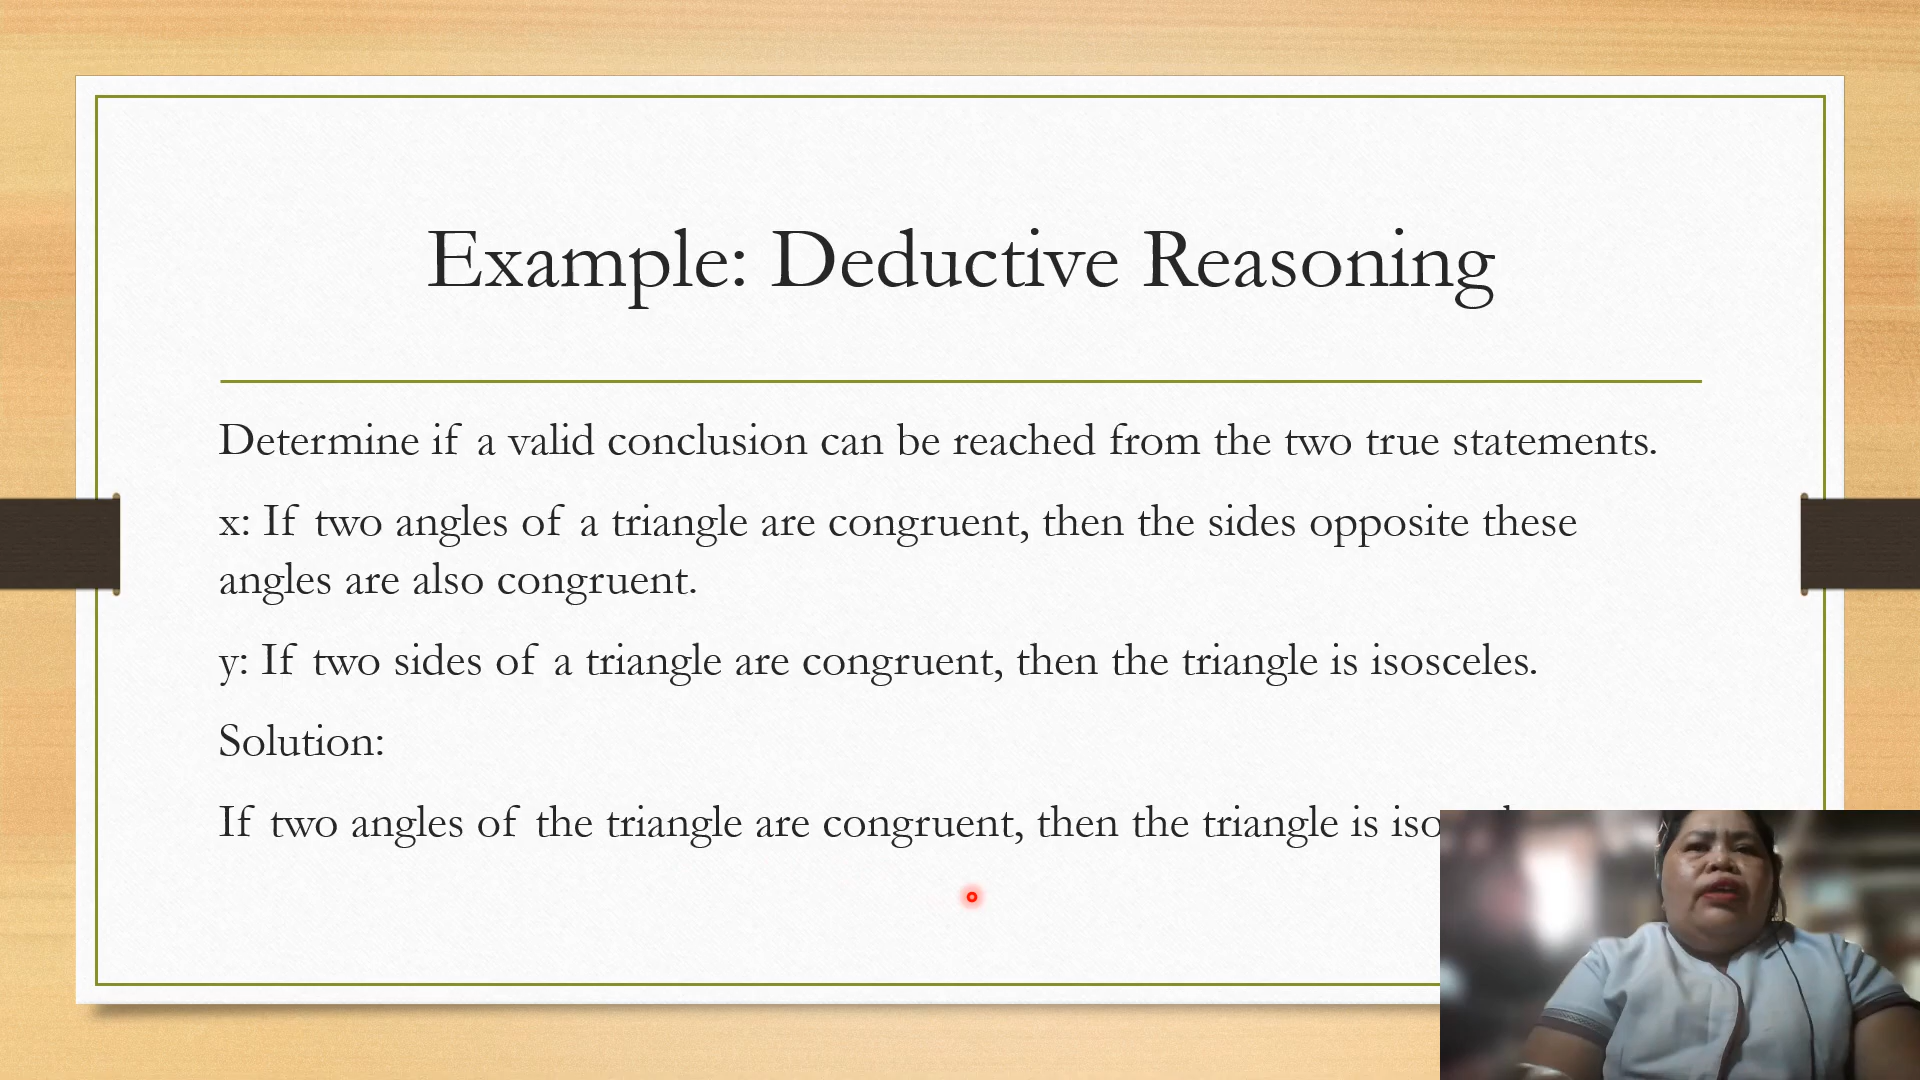 Example: Deductive Reasoning
Determine if a valid conclusion can be reached from the two true statements.
x: If two angles of a triangle are congruent, then the sides opposite these
angles are also congruent.
y: If two sides of a triangle are congruent, then the triangle is isosceles.
Solution:
If two angles of the triangle are congruent, then the triangle is